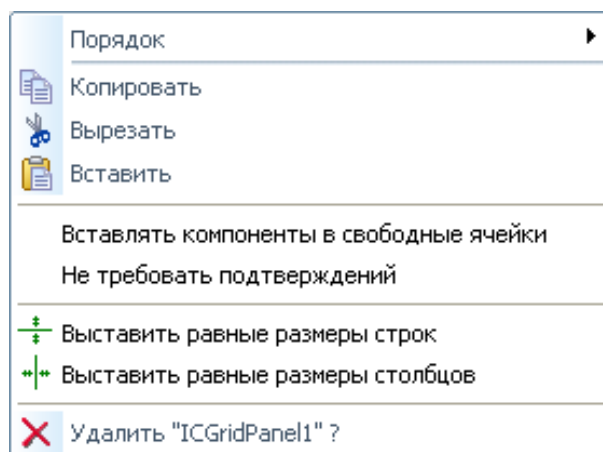 Порядок
Копировать
Вырезать
Вставить
Вставлять компоненты в свободные ячейки
Не требовать подтверждений
Выставить равные размеры строк
Выставить равные размеры столбцов
Удалить "ICGridPanel1" ?